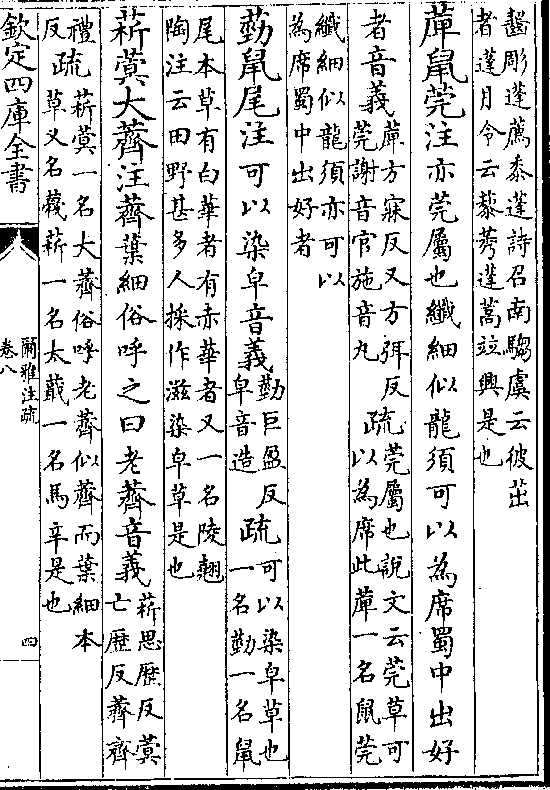 齧彫蓬薦黍蓬詩召南騶虞云彼茁
者蓬月令云藜莠蓬蒿竝興是也
䔇鼠莞注亦莞屬也纖細似龍須可以為席蜀中出好
者音義
䔇方寐反又方弭反
莞謝音官施音丸
疏
莞屬也說文云莞草可
以為席此䔇一名鼠莞
纖細似龍須亦可以
為席蜀中出好者
葝鼠尾注可以染皁音義
葝巨盈反
皁音造
疏
可以染皁草也
一名葝一名鼠
尾本草有白華者有赤華者又一名陵翹
陶注云田野甚多人採作滋染皁草是也
菥蓂大薺注薺葉細俗呼之曰老薺音義
菥思歷反蓂
亡歷反薺齊
禮
反
疏
菥蓂一名大薺俗呼老薺似薺而葉細本
草又名蔑菥一名太蕺一名馬辛是也
欽定四庫全書
爾雅注疏
卷八
四